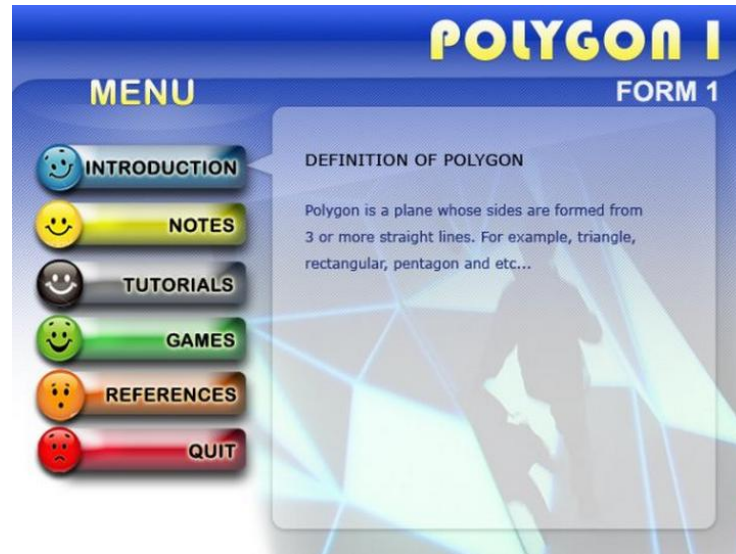 POLYGON I
FORM 1
MENU
INTRODUCTION
NOTES
TUTORIALS
GAMES
REFERENCES
QUIT
DEFINITION OF POLYGON
Polygon is a plane whose sides are formed from
3 or more straight lines. For example, triangle,
rectangular, pentagon and etc...